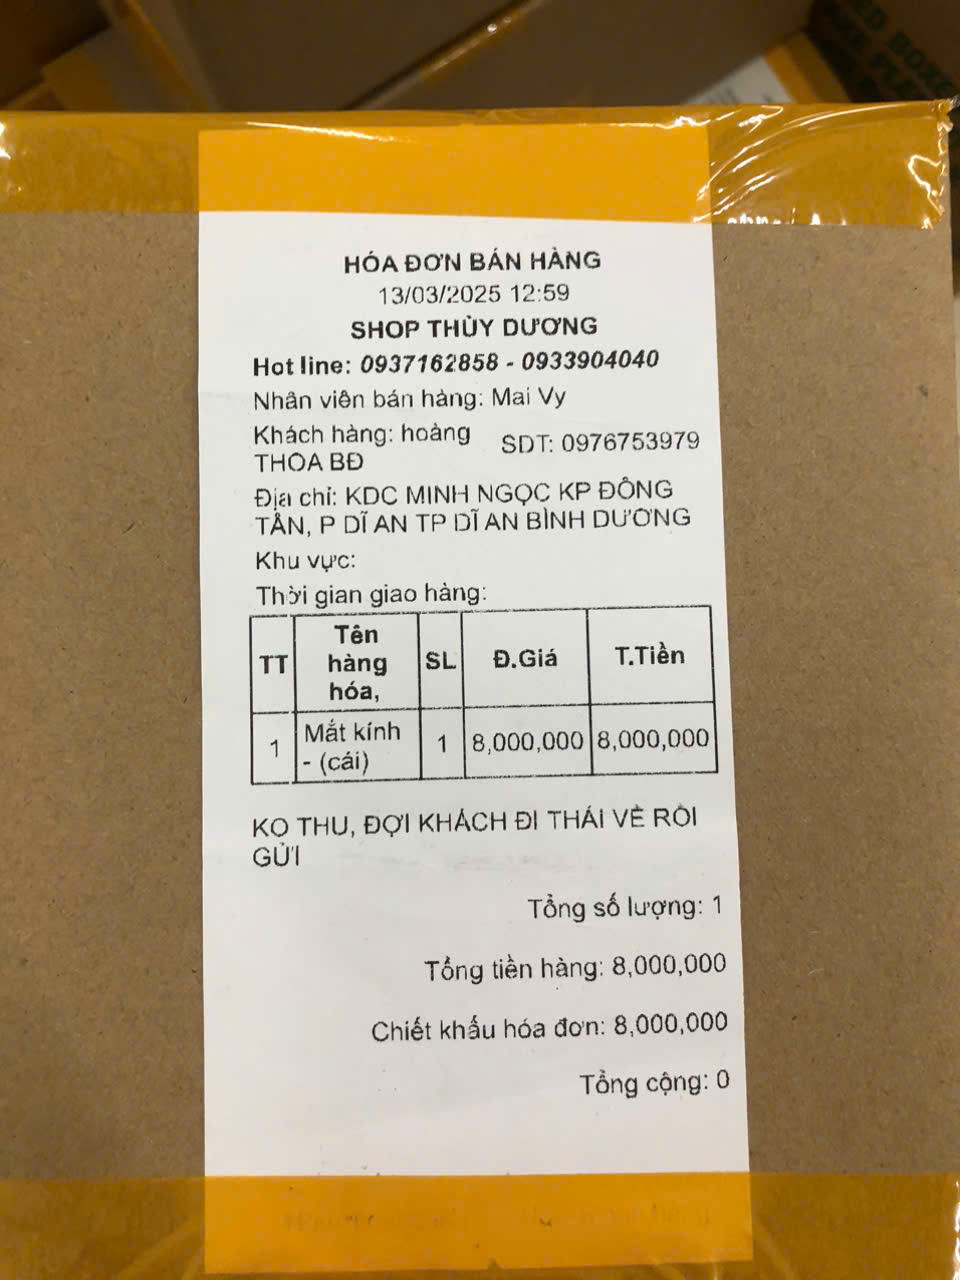 HÓA ĐƠN BÁN HÀNG
13/03/2025 12:59
SHOP THÙY DƯƠNG
Hot line: 0937162858 - 0933904040
Nhân viên bán hàng: Mai Vy
Khách hàng: hoàng THOA BĐ SDT: 0976753979
Địa chỉ: KDC MINH NGỌC KP ĐÔNG
TÂN, P DĨ AN TP DĨ AN BÌNH DƯƠNG
Khu vực:
Thời gian giao hàng:
TT Tên hàng hóa, SL Đ.Giá T.Tiền
1 Mắt kính - (cái) 1 8,000,000 8,000,000
KO THU, ĐỢI KHÁCH ĐI THÁI VỀ RỒI
GỬI
Tổng số lượng: 1
Tổng tiền hàng: 8,000,000
Chiết khấu hóa đơn: 8,000,000
Tổng cộng: 0